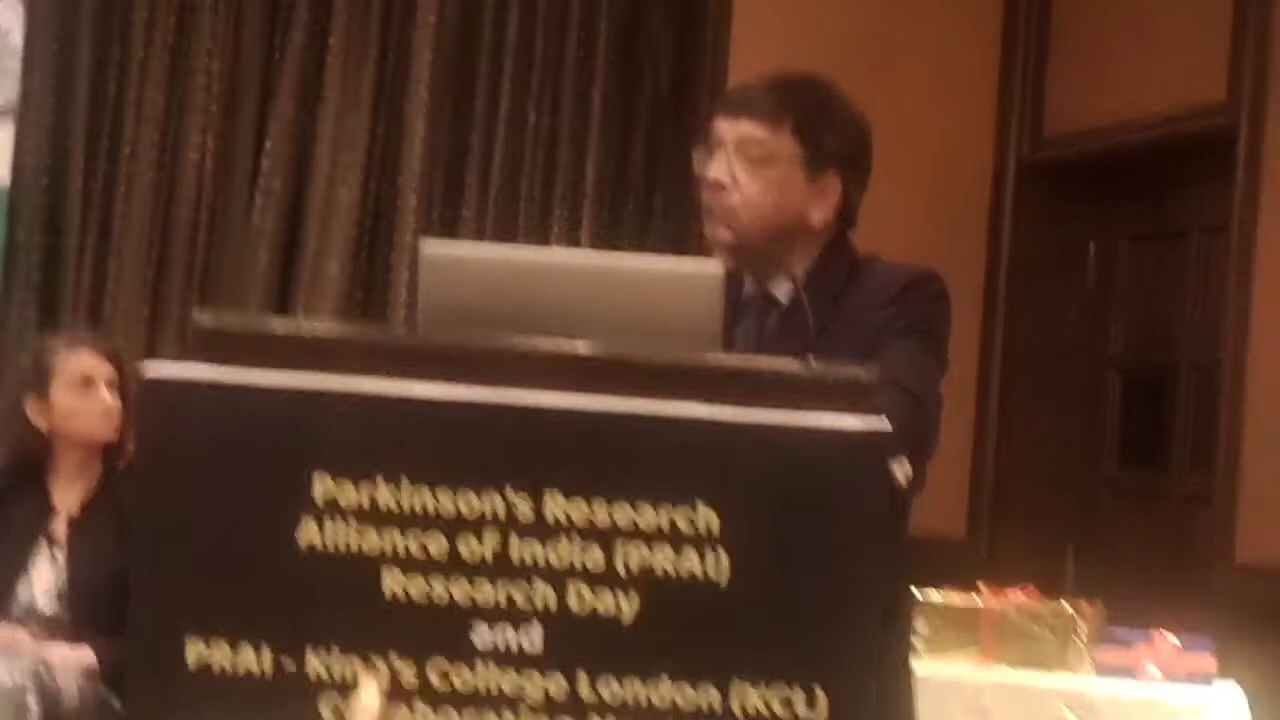 Parkinson's Research
Alliance of India (PRAI)
Research Day
and
PRAI - King's College London (KCL)